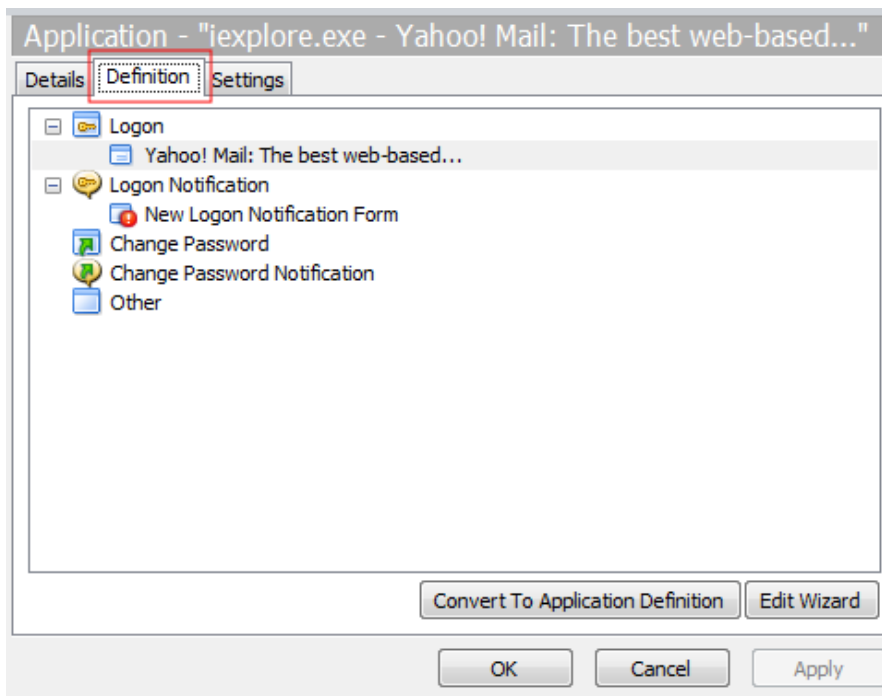 Application - "iexplore.exe - Yahoo! Mail: The best web-based..."
Details Definition Settings
Logon
Yahoo! Mail: The best web-based...
Logon Notification
New Logon Notification Form
Change Password
Change Password Notification
Other
Convert To Application Definition Edit Wizard
OK Cancel Apply